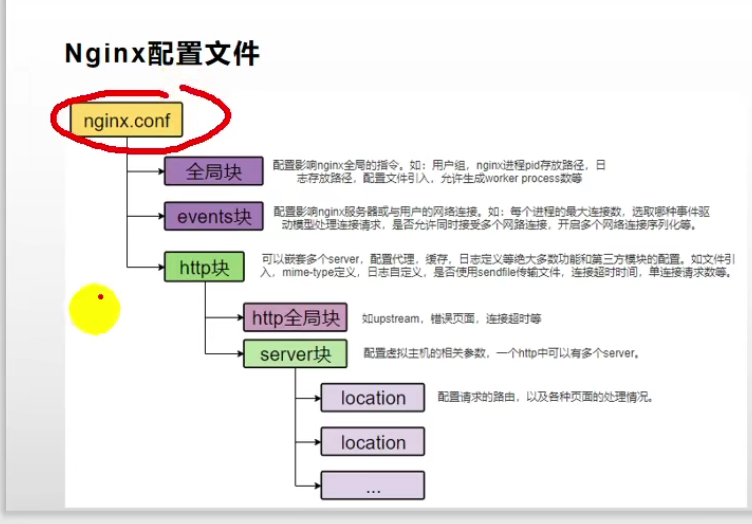 Nginx配置文件
nginx.conf
全局块
配置影响nginx全局的指令。如：用户组，nginx进程pid存放路径，日
志存放路径，配置文件引入，允许生成worker process数等
events块
配置影响nginx服务器或与用户的网络连接。如：每个进程的最大连接数，选取哪种事件驱
动模型处理连接请求，是否允许同时接受多个网路连接，开启多个网络连接序列化等。
http块
可以嵌套多个server，配置代理，缓存，日志定义等绝大多数功能和第三方模块的配置。如文件引
入，mime-type定义，日志自定义，是否使用sendfile传输文件，连接超时时间，单连接请求数等。
http全局块
如upstream，错误页面，连接超时等
server块
配置虚拟主机的相关参数，一个http中可以有多个server。
location
配置请求的路由，以及各种页面的处理情况。
location
...